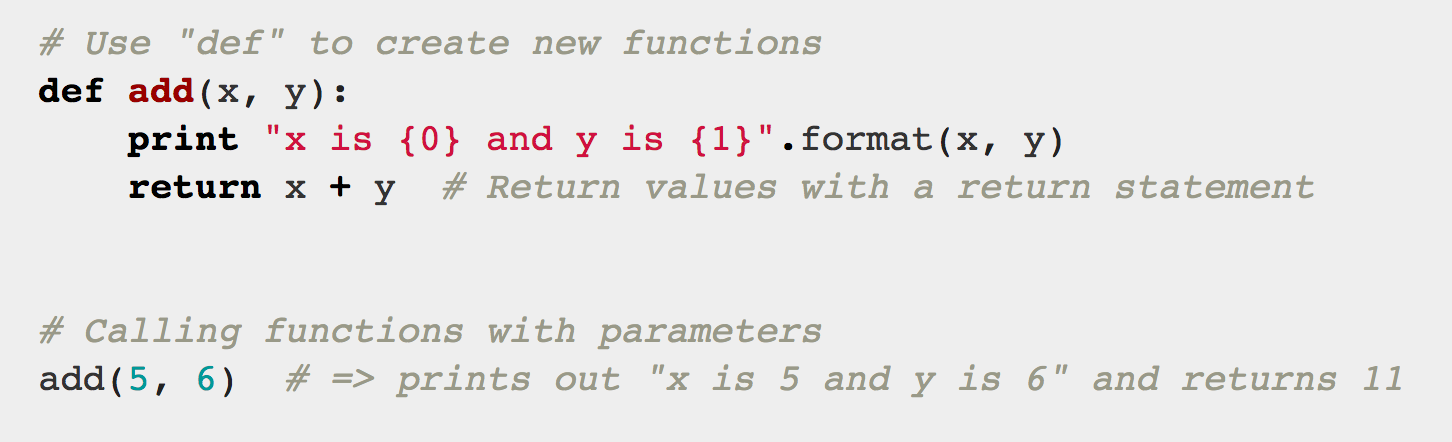 # Use "def" to create new functions
def add(x, y):
    print "x is {0} and y is {1}".format(x, y)
    return x + y  # Return values with a return statement
# Calling functions with parameters
add(5, 6)  # => prints out "x is 5 and y is 6" and returns 11